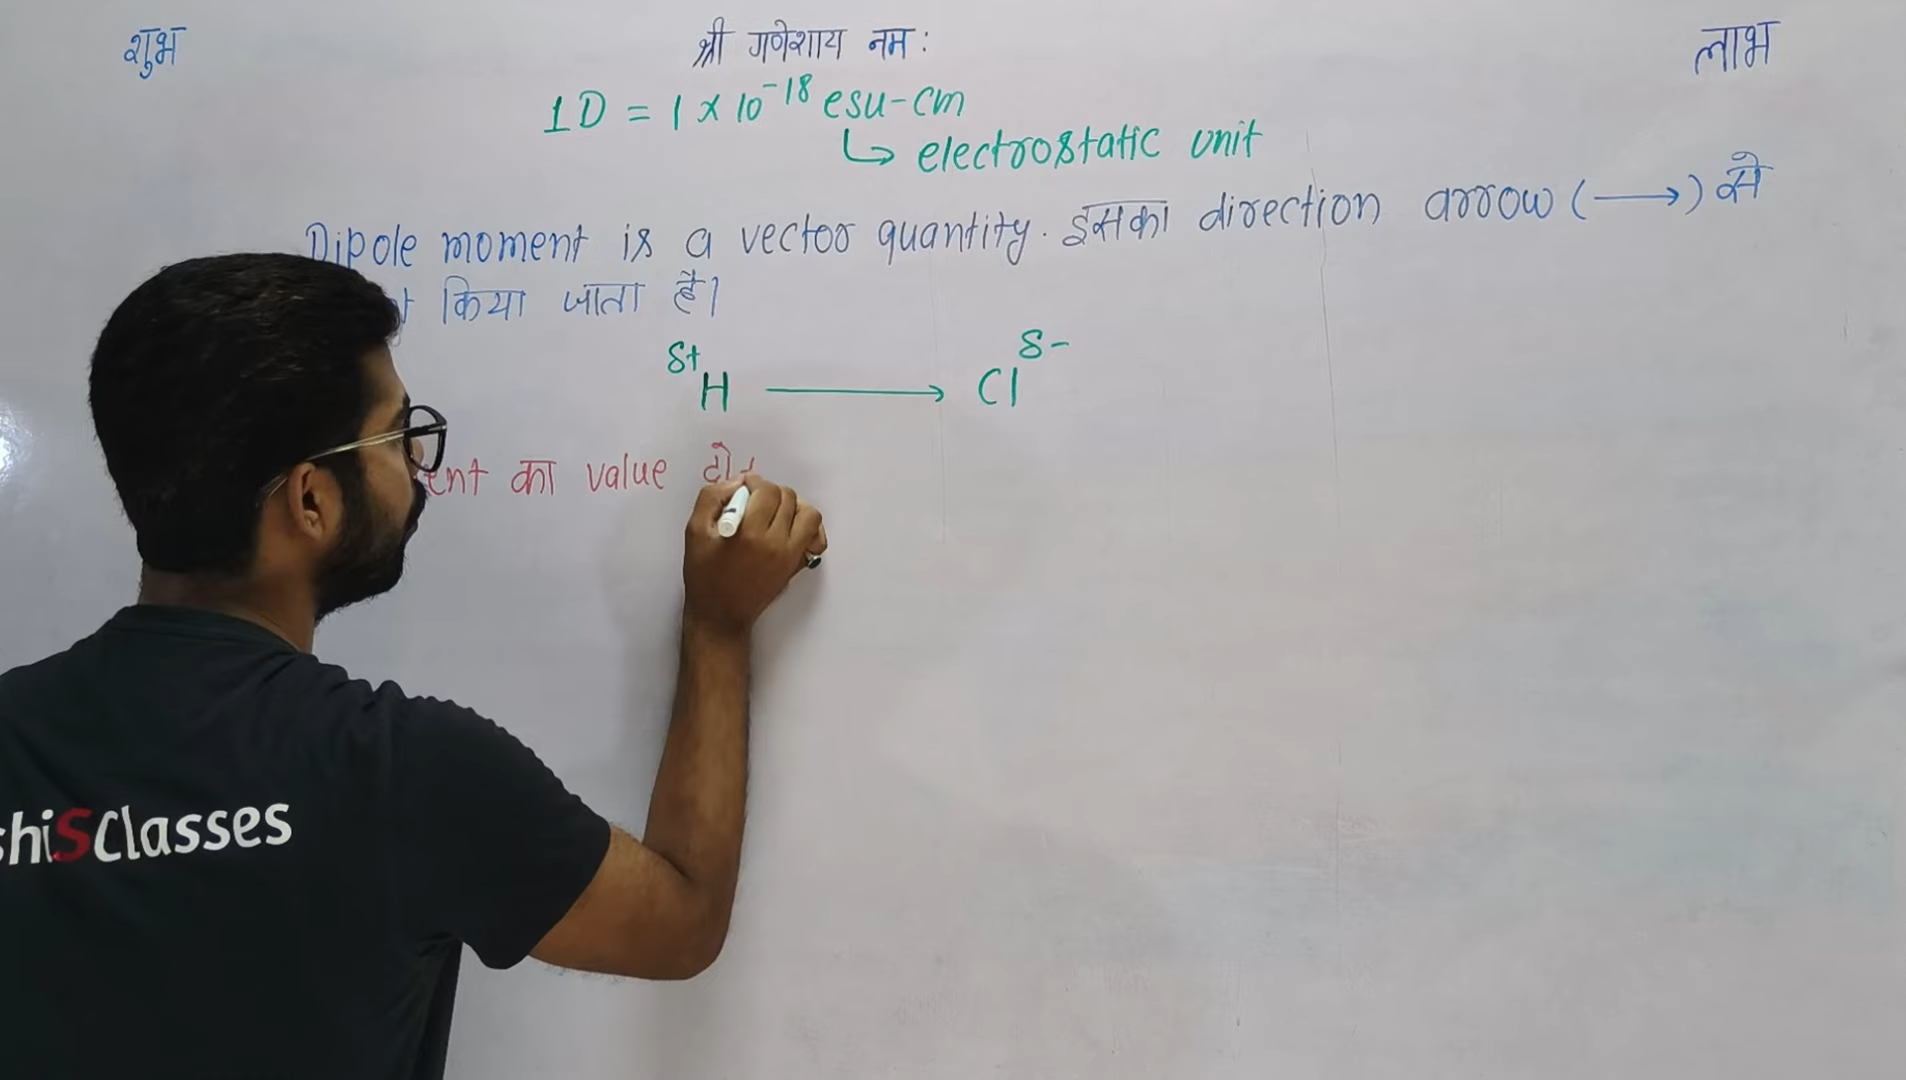 शुभ श्री गणेशाय नम: लाभ
1D = 1 × 10⁻¹⁸ esu-cm
↳ electrostatic unit
Dipole moment is a vector quantity. इसका direction arrow (⟶) से
किया जाता है।
δ+ H ⟶ Cl δ-
का value
shiSClasses